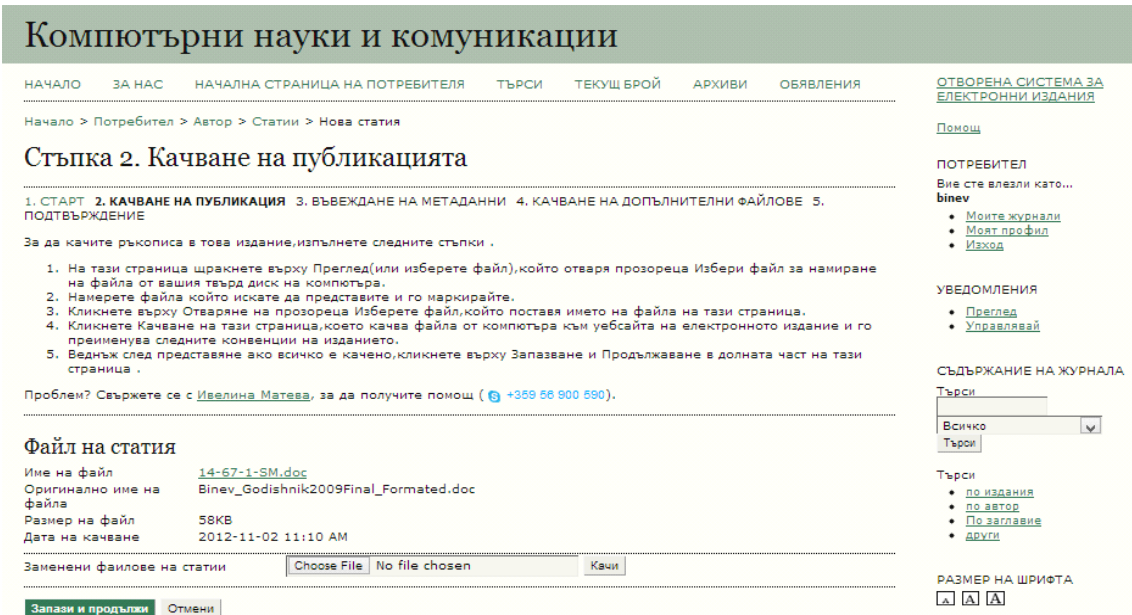 Компютърни науки и комуникации
НАЧАЛО ЗА НАС НАЧАЛНА СТРАНИЦА НА ПОТРЕБИТЕЛЯ ТЪРСИ ТЕКУЩ БРОЙ АРХИВИ ОБЯВЛЕНИЯ
Начало > Потребител > Автор > Статии > Нова статия
Стъпка 2. Качване на публикацията
1. СТАРТ 2. КАЧВАНЕ НА ПУБЛИКАЦИЯ 3. ВЪВЕЖДАНЕ НА МЕТАДАННИ 4. КАЧВАНЕ НА ДОПЪЛНИТЕЛНИ ФАЙЛОВЕ 5.
ПОДТВЪРЖДЕНИЕ
За да качите ръкописа в това издание,изпълнете следните стъпки .
1. На тази страница щракнете върху Преглед(или изберете файл),който отваря прозореца Избери файл за намиране
на файла от вашия твърд диск на компютъра.
2. Намерете файла който искате да представите и го маркирайте.
3. Кликнете върху Отваряне на прозореца Изберете файл,който поставя името на файла на тази страница.
4. Кликнете Качване на тази страница,което качва файла от компютъра към уебсайта на електронното издание и го
преименува следните конвенции на изданието.
5. Веднъж след представяне ако всичко е качено,кликнете върху Запазване и Продължаване в долната част на тази
страница .
Проблем? Свържете се с Ивелина Матева, за да получите помощ ( +359 56 900 590).
Файл на статия
Име на файл 14-67-1-SM.doc
Оригинално име на Binev_Godishnik2009Final_Formated.doc
файла
Размер на файл 58KB
Дата на качване 2012-11-02 11:10 AM
Заменени фаилове на статии Choose File No file chosen Качи
Запази и продължи Отмени
ОТВОРЕНА СИСТЕМА ЗА
ЕЛЕКТРОННИ ИЗДАНИЯ
Помощ
ПОТРЕБИТЕЛ
Вие сте влезли като...
binev
Моите журнали
Моят профил
Изход
УВЕДОМЛЕНИЯ
Преглед
Управлявай
СЪДЪРЖАНИЕ НА ЖУРНАЛА
Търси
Всичко
Търси
Търси
по издания
по автор
По заглавие
други
РАЗМЕР НА ШРИФТА
A A A